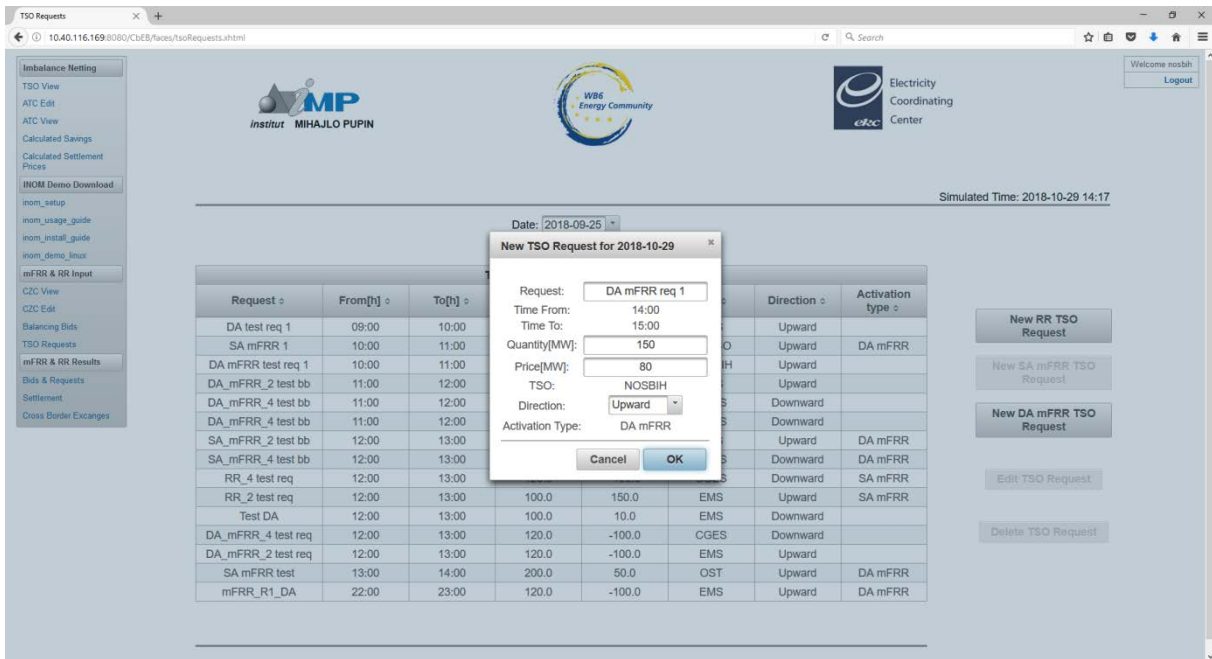 TSO Requests
10.40.116.169:8080/CbEB/faces/tsoRequests.xhtml
Search
Welcome nosbih
Logout
Imbalance Netting
TSO View
ATC Edit
ATC View
Calculated Savings
Calculated Settlement
Prices
INOM Demo Download
inom_setup
inom_usage_guide
inom_install_guide
inom_demo_linux
mFRR & RR Input
CZC View
CZC Edit
Balancing Bids
TSO Requests
mFRR & RR Results
Bids & Requests
Settlement
Cross Border Excanges
IMP
institut MIHAJLO PUPIN
WB6
Energy Community
Electricity
Coordinating
Center
ekc
Simulated Time: 2018-10-29 14:17
Date: 2018-09-25
New TSO Request for 2018-10-29
Request: DA mFRR req 1
Time From: 14:00
Time To: 15:00
Quantity[MW]: 150
Price[MW]: 80
TSO: NOSBIH
Direction: Upward
Activation Type: DA mFRR
Cancel OK
Request From[h] To[h] Direction Activation type
DA test req 1 09:00 10:00 Upward
SA mFRR 1 10:00 11:00 Upward DA mFRR
DA mFRR test req 1 10:00 11:00 Upward
DA_mFRR_2 test bb 11:00 12:00 Upward
DA_mFRR_4 test bb 11:00 12:00 Downward
DA_mFRR_4 test bb 11:00 12:00 Downward
SA_mFRR_2 test bb 12:00 13:00 Upward DA mFRR
SA_mFRR_4 test bb 12:00 13:00 Downward DA mFRR
RR_4 test req 12:00 13:00 Downward SA mFRR
RR_2 test req 12:00 13:00 100.0 150.0 EMS Upward SA mFRR
Test DA 12:00 13:00 100.0 10.0 EMS Downward
DA_mFRR_4 test req 12:00 13:00 120.0 -100.0 CGES Downward
DA_mFRR_2 test req 12:00 13:00 120.0 -100.0 EMS Upward
SA mFRR test 13:00 14:00 200.0 50.0 OST Upward DA mFRR
mFRR_R1_DA 22:00 23:00 120.0 -100.0 EMS Upward DA mFRR
New RR TSO
Request
New SA mFRR TSO
Request
New DA mFRR TSO
Request
Edit TSO Request
Delete TSO Request